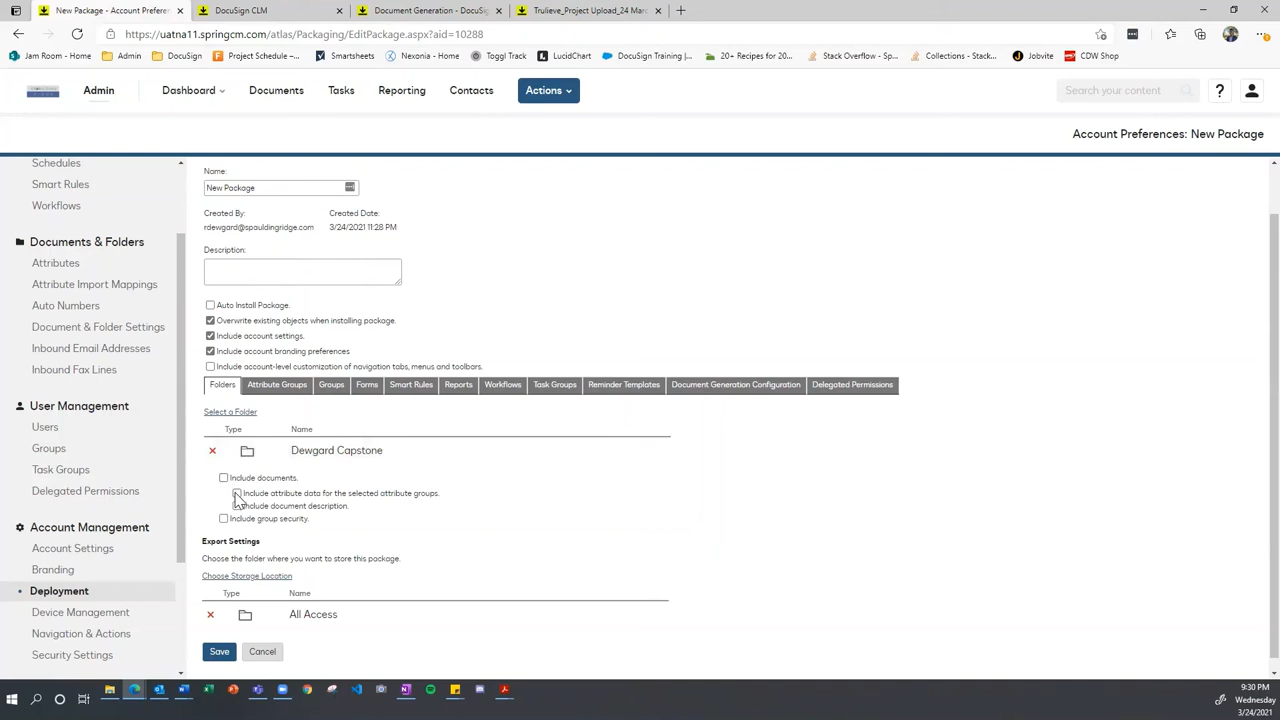 New Package - Account Preferen
DocuSign CLM
Document Generation - DocuSig
Trulieve_Project Upload_24 Marc
https://uatna11.springcm.com/atlas/Packaging/EditPackage.aspx?aid=10288
Jam Room - Home
Admin
DocuSign
Project Schedule -...
Smartsheets
Nexonia - Home
Toggl Track
LucidChart
DocuSign Training |...
20+ Recipes for 20...
Stack Overflow - Sp...
Collections - Stack...
Jobvite
CDW Shop
Admin
Dashboard
Documents
Tasks
Reporting
Contacts
Actions
Search your content
?
Account Preferences: New Package
Schedules
Smart Rules
Workflows
Documents & Folders
Attributes
Attribute Import Mappings
Auto Numbers
Document & Folder Settings
Inbound Email Addresses
Inbound Fax Lines
User Management
Users
Groups
Task Groups
Delegated Permissions
Account Management
Account Settings
Branding
Deployment
Device Management
Navigation & Actions
Security Settings
Name:
New Package
Created By:
Created Date:
rdewgard@spauldingridge.com
3/24/2021 11:28 PM
Description:
Auto Install Package.
Overwrite existing objects when installing package.
Include account settings.
Include account branding preferences
Include account-level customization of navigation tabs, menus and toolbars.
Folders
Attribute Groups
Groups
Forms
Smart Rules
Reports
Workflows
Task Groups
Reminder Templates
Document Generation Configuration
Delegated Permissions
Select a Folder
Type
Name
Dewgard Capstone
Include documents.
Include attribute data for the selected attribute groups.
Include document description.
Include group security.
Export Settings
Choose the folder where you want to store this package.
Choose Storage Location
Type
Name
All Access
Save
Cancel
9:30 PM
Wednesday
3/24/2021